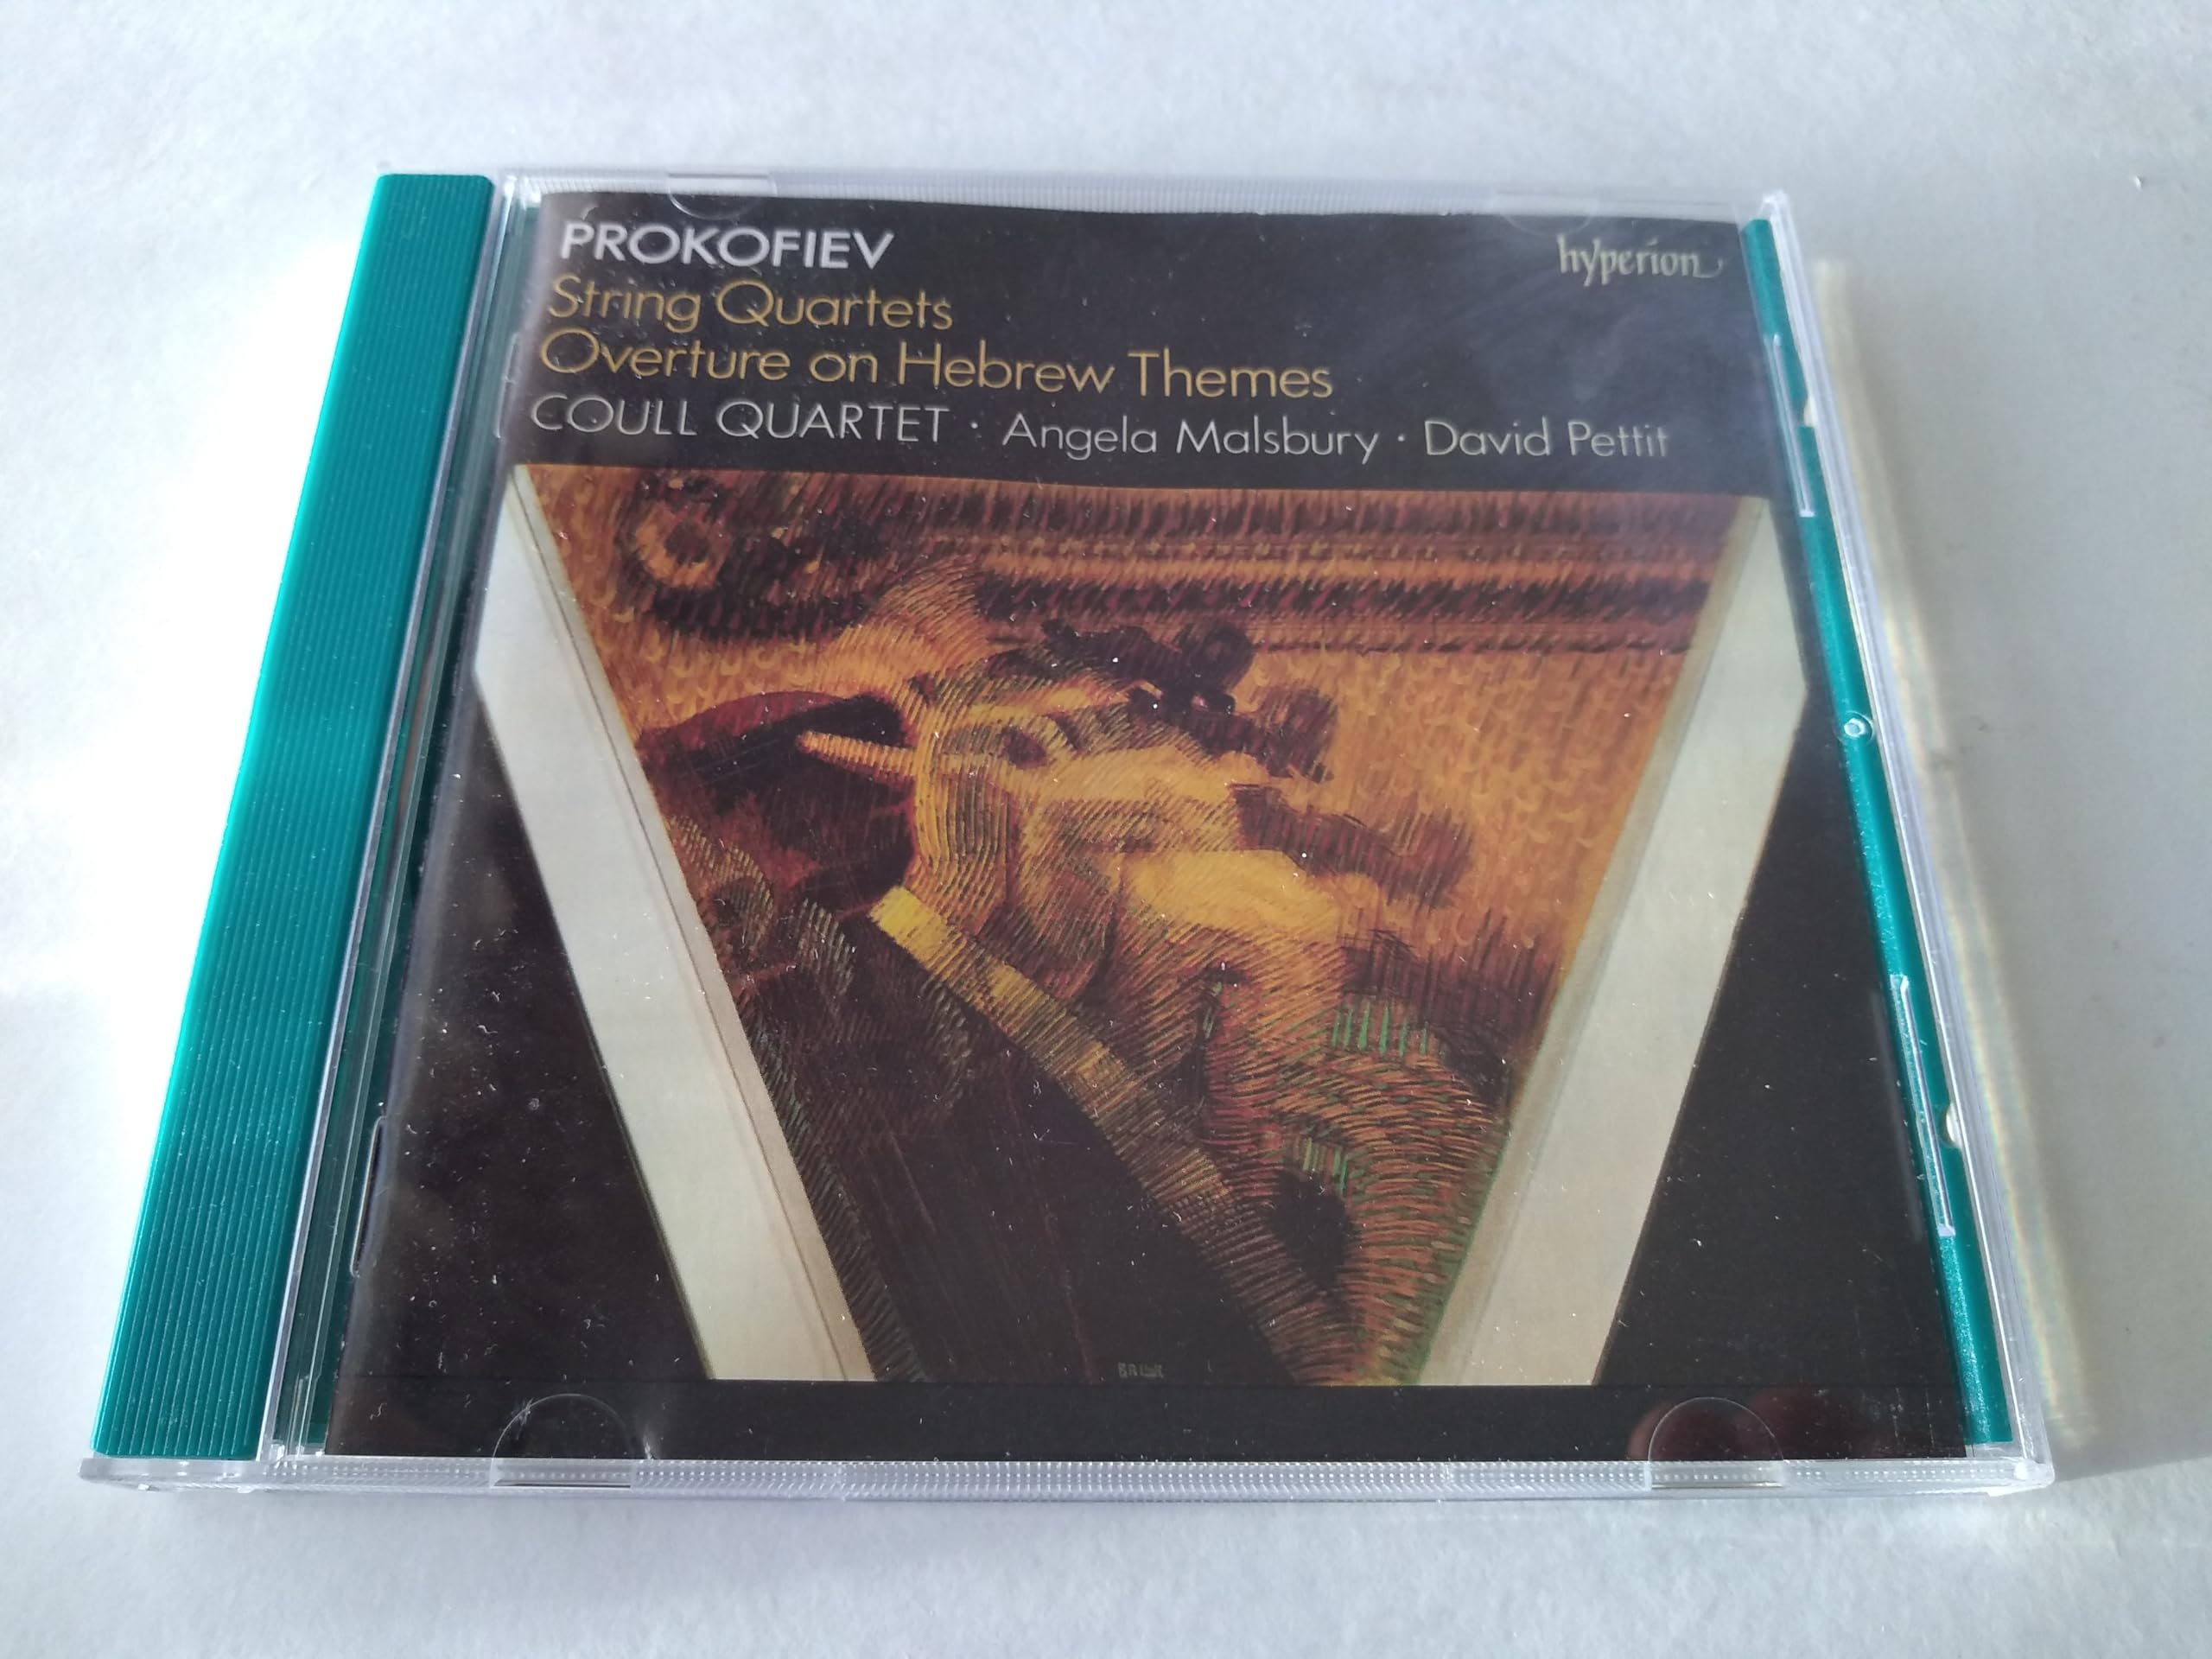 PROKOFIEV
hyperion
String Quartets
Overture on Hebrew Themes
COULL QUARTET · Angela Malsbury · David Pettit